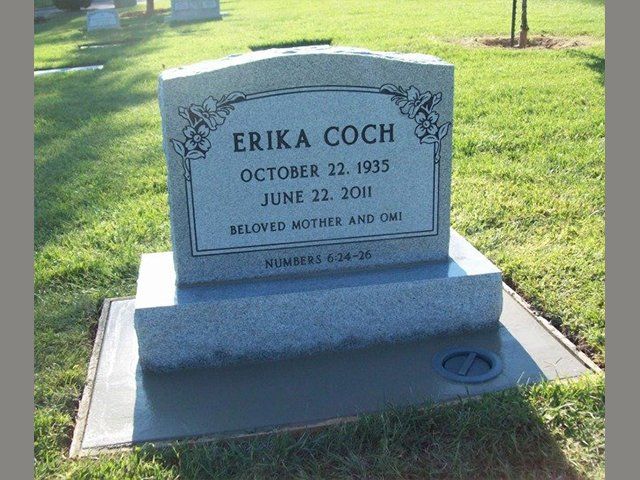 ERIKA COCH
OCTOBER 22, 1935
JUNE 22, 2011
BELOVED MOTHER AND OMI
NUMBERS 6:24-26